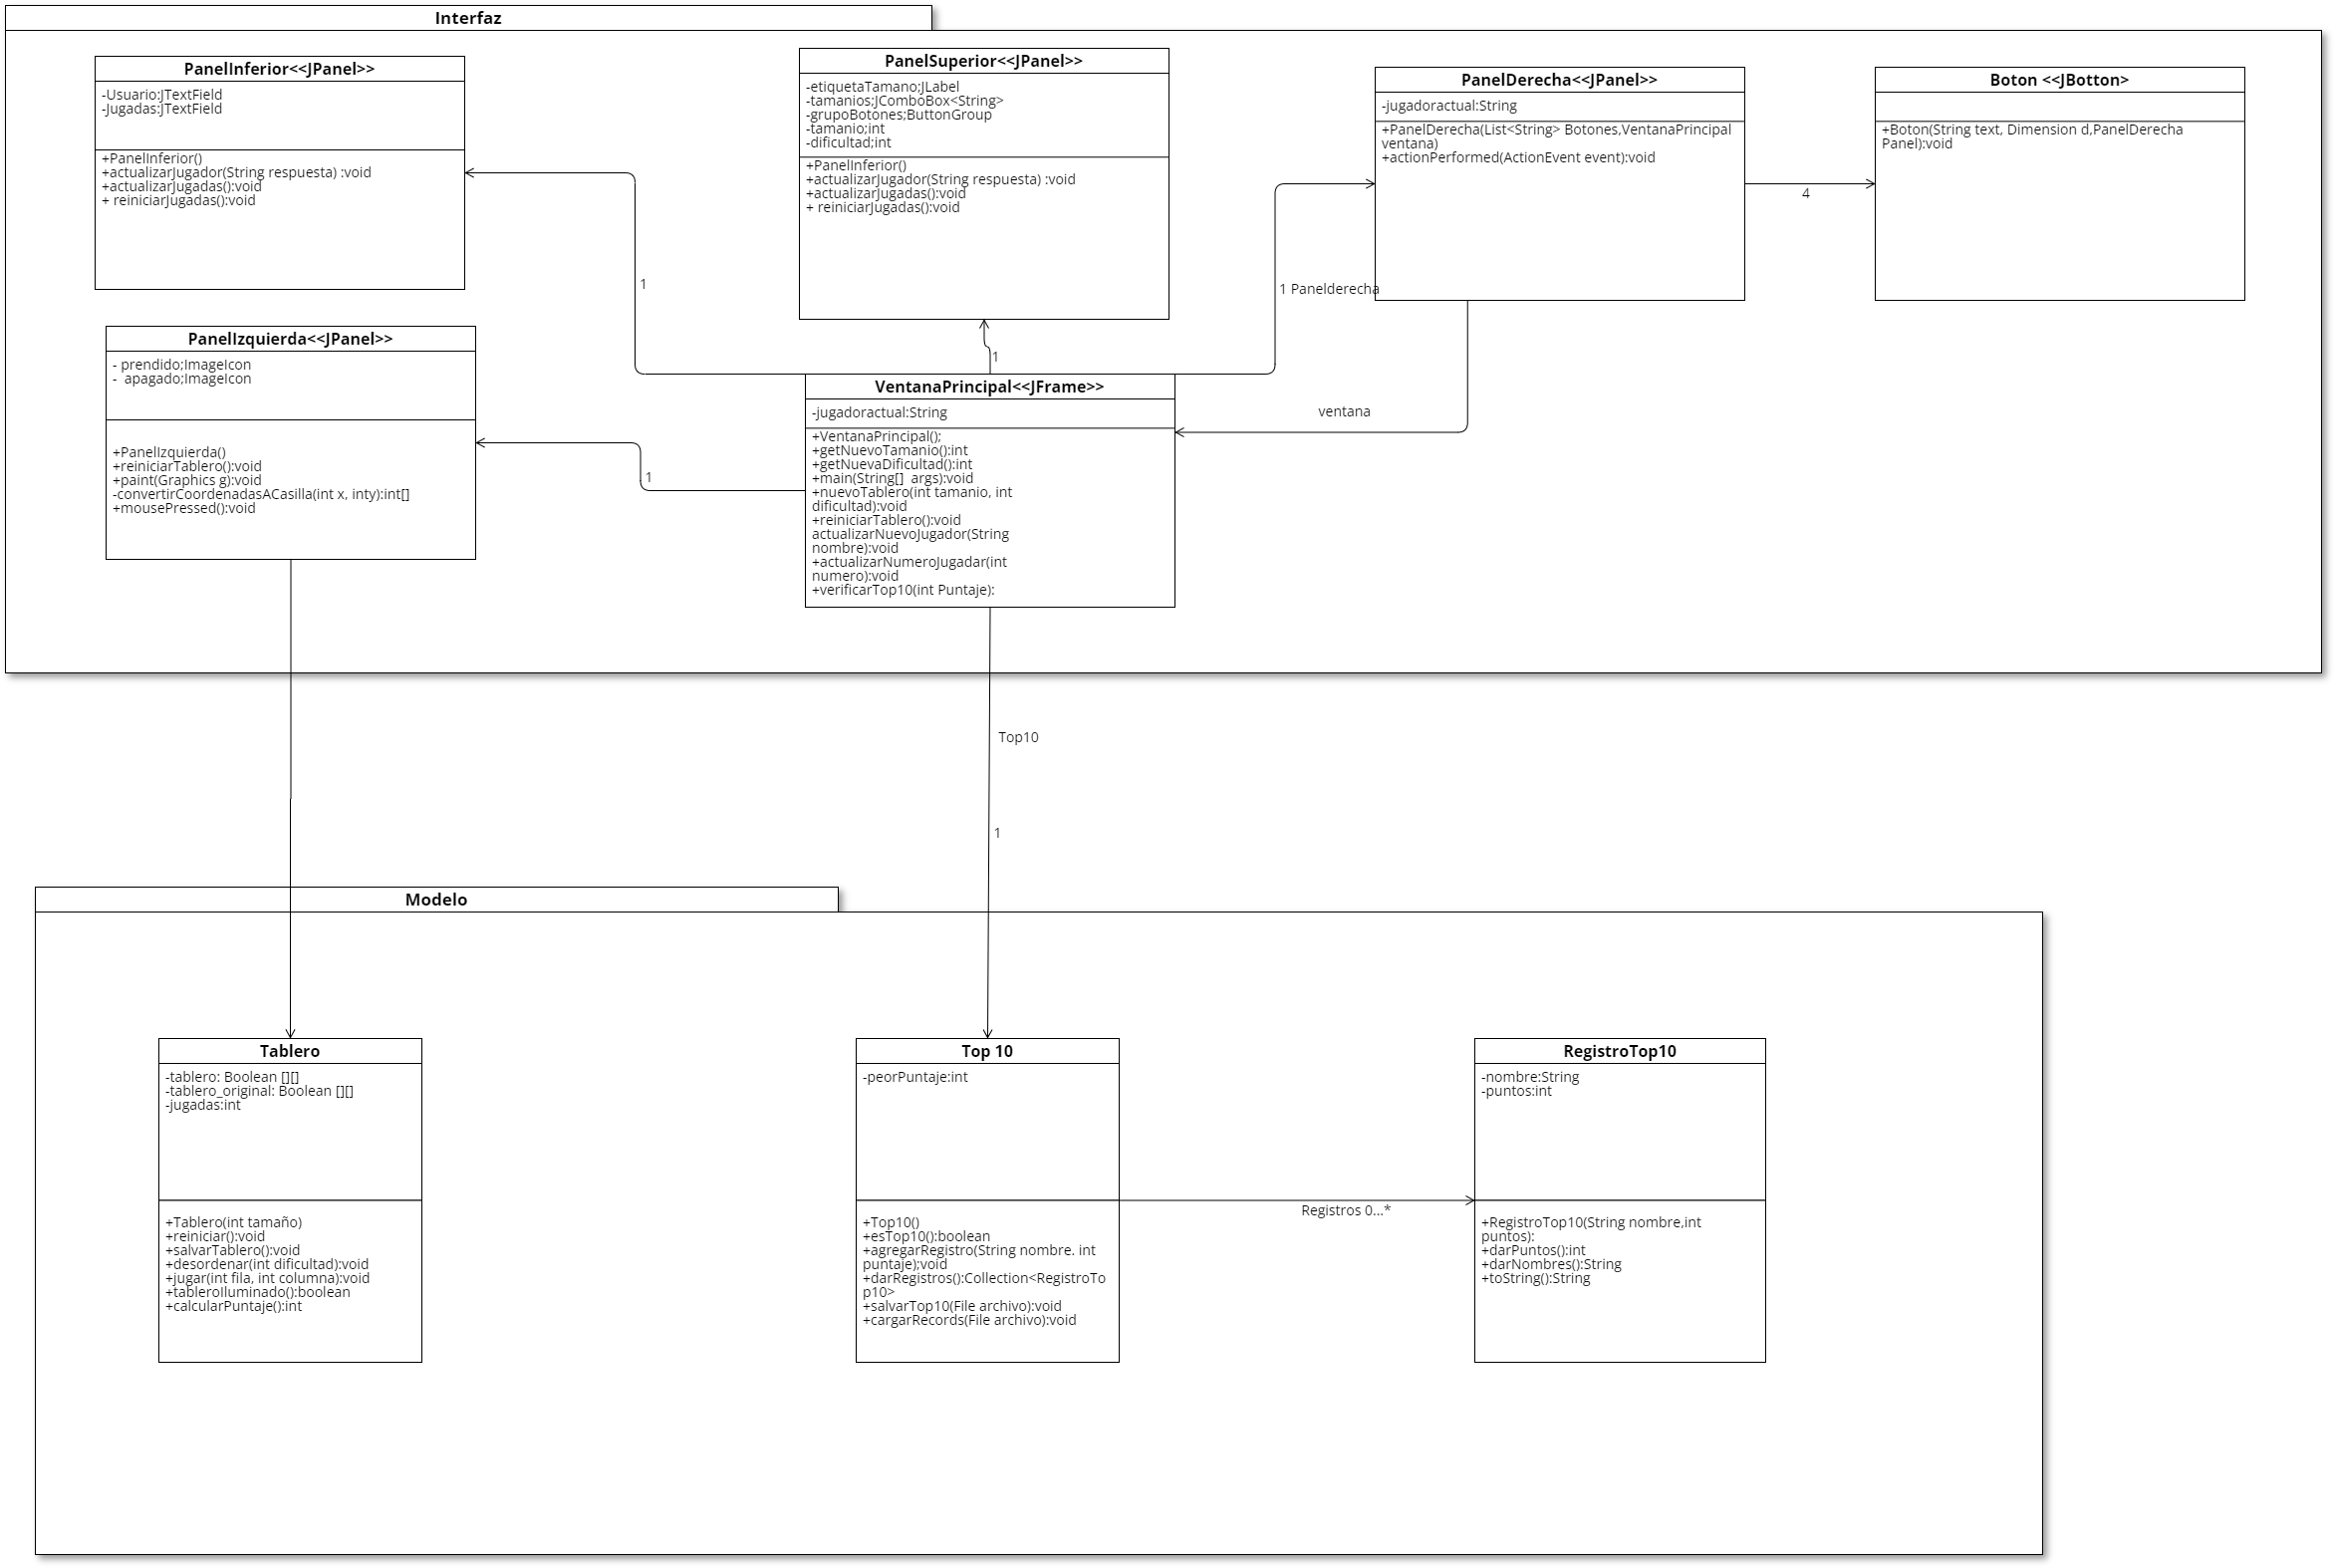 Interfaz
PanelInferior<<JPanel>>
-Usuario:JTextField
-Jugadas:JTextField
+PanelInferior()
+actualizarJugador(String respuesta) :void
+actualizarJugadas():void
+ reiniciarJugadas():void
PanelSuperior<<JPanel>>
-etiquetaTamano;JLabel
-tamanios;JComboBox<String>
-grupoBotones;ButtonGroup
-tamanio;int
-dificultad;int
+PanelInferior()
+actualizarJugador(String respuesta) :void
+actualizarJugadas():void
+ reiniciarJugadas():void
PanelDerecha<<JPanel>>
-jugadoractual:String
+PanelDerecha(List<String> Botones,VentanaPrincipal
ventana)
+actionPerformed(ActionEvent event):void
Boton <<JBotton>
+Boton(String text, Dimension d,PanelDerecha
Panel):void
4
1
1 Panelderecha
1
PanelIzquierda<<JPanel>>
- prendido;ImageIcon
-  apagado;ImageIcon
+PanelIzquierda()
+reiniciarTablero():void
+paint(Graphics g):void
-convertirCoordenadasACasilla(int x, inty):int[]
+mousePressed():void
1
VentanaPrincipal<<JFrame>>
-jugadoractual:String
+VentanaPrincipal();
+getNuevoTamanio():int
+getNuevaDificultad():int
+main(String[]  args):void
+nuevoTablero(int tamanio, int
dificultad):void
+reiniciarTablero():void
actualizarNuevoJugador(String
nombre):void
+actualizarNumeroJugadar(int
numero):void
+verificarTop10(int Puntaje):
ventana
Top10
1
Modelo
Tablero
-tablero: Boolean [][]
-tablero_original: Boolean [][]
-jugadas:int
+Tablero(int tamaño)
+reiniciar():void
+salvarTablero():void
+desordenar(int dificultad):void
+jugar(int fila, int columna):void
+tableroIluminado():boolean
+calcularPuntaje():int
Top 10
-peorPuntaje:int
+Top10()
+esTop10():boolean
+agregarRegistro(String nombre. int
puntaje);void
+darRegistros():Collection<RegistroTo
p10>
+salvarTop10(File archivo):void
+cargarRecords(File archivo):void
Registros 0...*
RegistroTop10
-nombre:String
-puntos:int
+RegistroTop10(String nombre,int
puntos):
+darPuntos():int
+darNombres():String
+toString():String